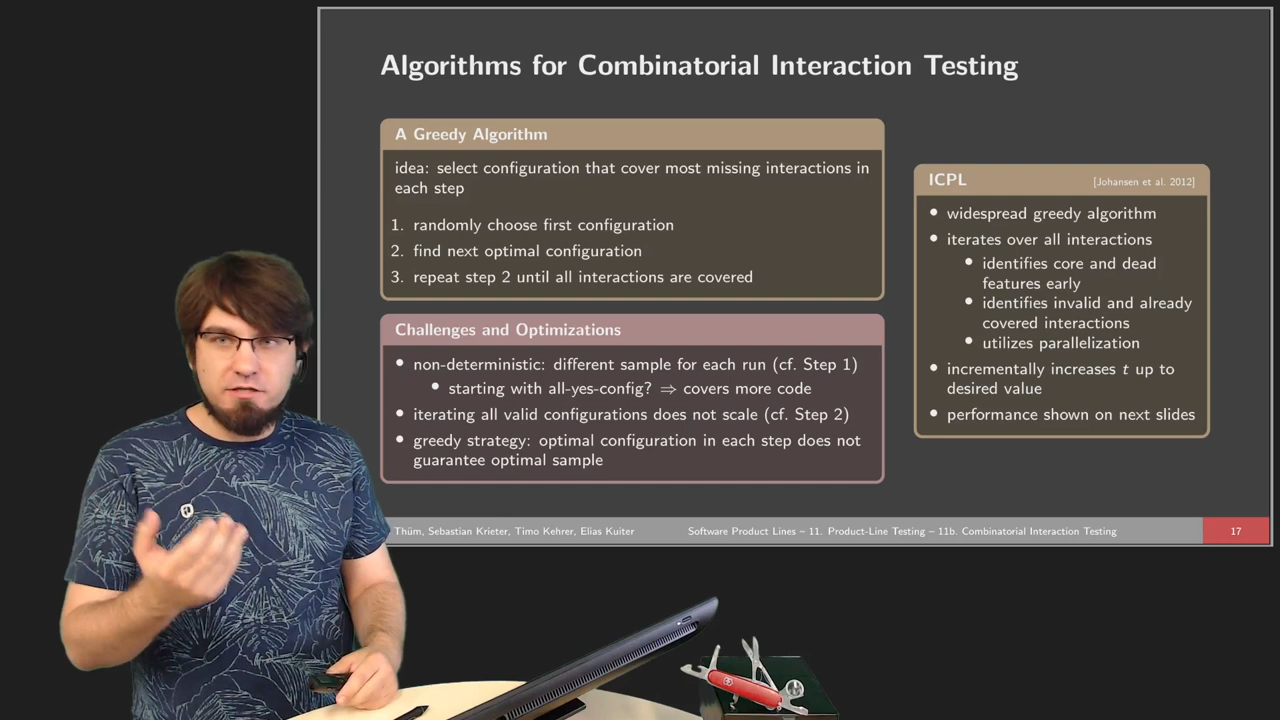 Algorithms for Combinatorial Interaction Testing
A Greedy Algorithm
idea: select configuration that cover most missing interactions in
each step
1. randomly choose first configuration
2. find next optimal configuration
3. repeat step 2 until all interactions are covered
Challenges and Optimizations
• non-deterministic: different sample for each run (cf. Step 1)
• starting with all-yes-config? ⇒ covers more code
• iterating all valid configurations does not scale (cf. Step 2)
• greedy strategy: optimal configuration in each step does not
guarantee optimal sample
ICPL [Johansen et al. 2012]
• widespread greedy algorithm
• iterates over all interactions
• identifies core and dead
features early
• identifies invalid and already
covered interactions
• utilizes parallelization
• incrementally increases t up to
desired value
• performance shown on next slides
Thüm, Sebastian Krieter, Timo Kehrer, Elias Kuiter
Software Product Lines – 11. Product-Line Testing – 11b. Combinatorial Interaction Testing
17